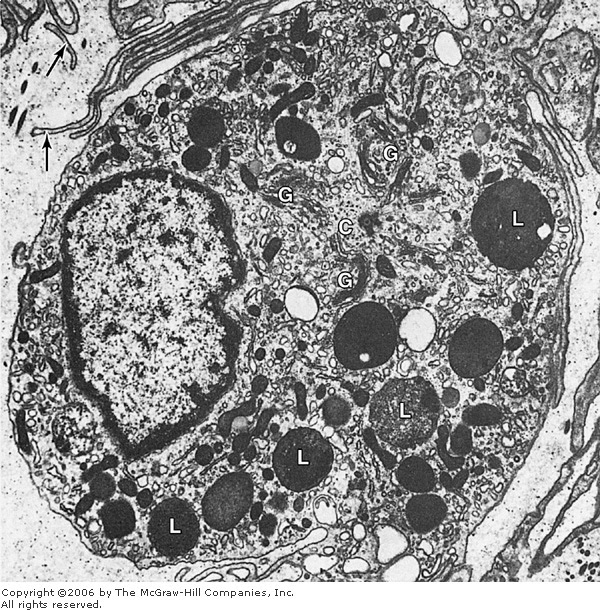 G
G
L
C
G
L
L
L
Copyright ©2006 by The McGraw-Hill Companies, Inc.
All rights reserved.